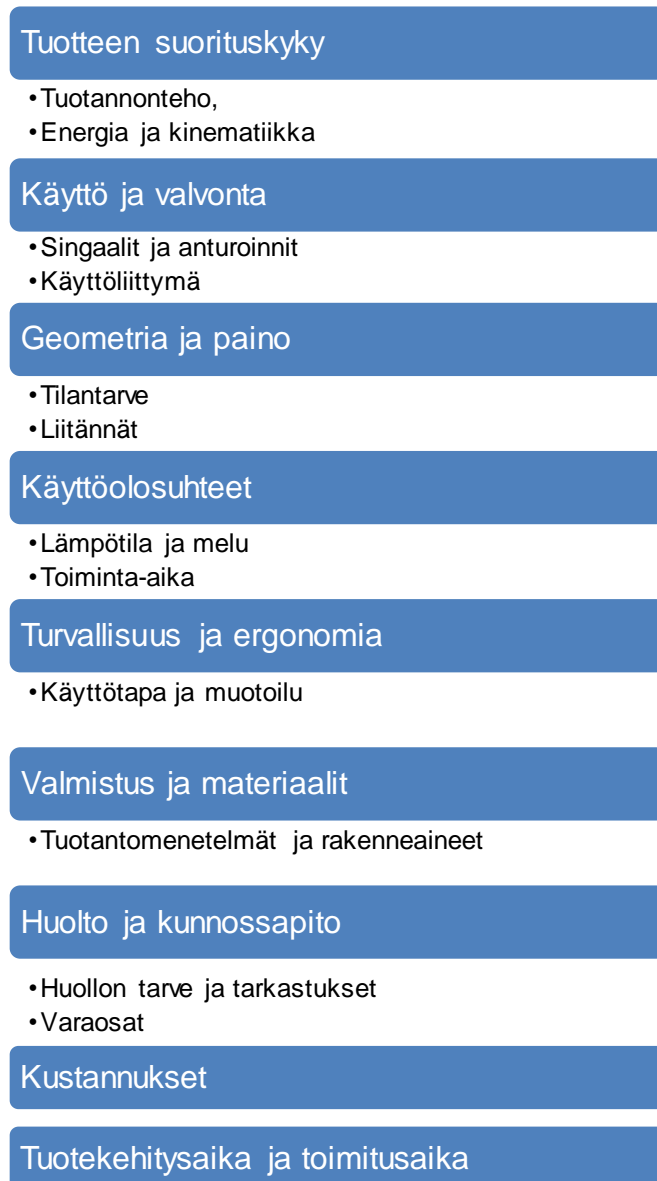 Tuotteen suorituskyky
•Tuotannonteho,
•Energia ja kinematiikka
Käyttö ja valvonta
•Singaalit ja anturoinnit
•Käyttöliittymä
Geometria ja paino
•Tilantarve
•Liitännät
Käyttöolosuhteet
•Lämpötila ja melu
•Toiminta-aika
Turvallisuus ja ergonomia
•Käyttötapa ja muotoilu
Valmistus ja materiaalit
•Tuotantomenetelmät ja rakenneaineet
Huolto ja kunnossapito
•Huollon tarve ja tarkastukset
•Varaosat
Kustannukset
Tuotekehitysaika ja toimitusaika